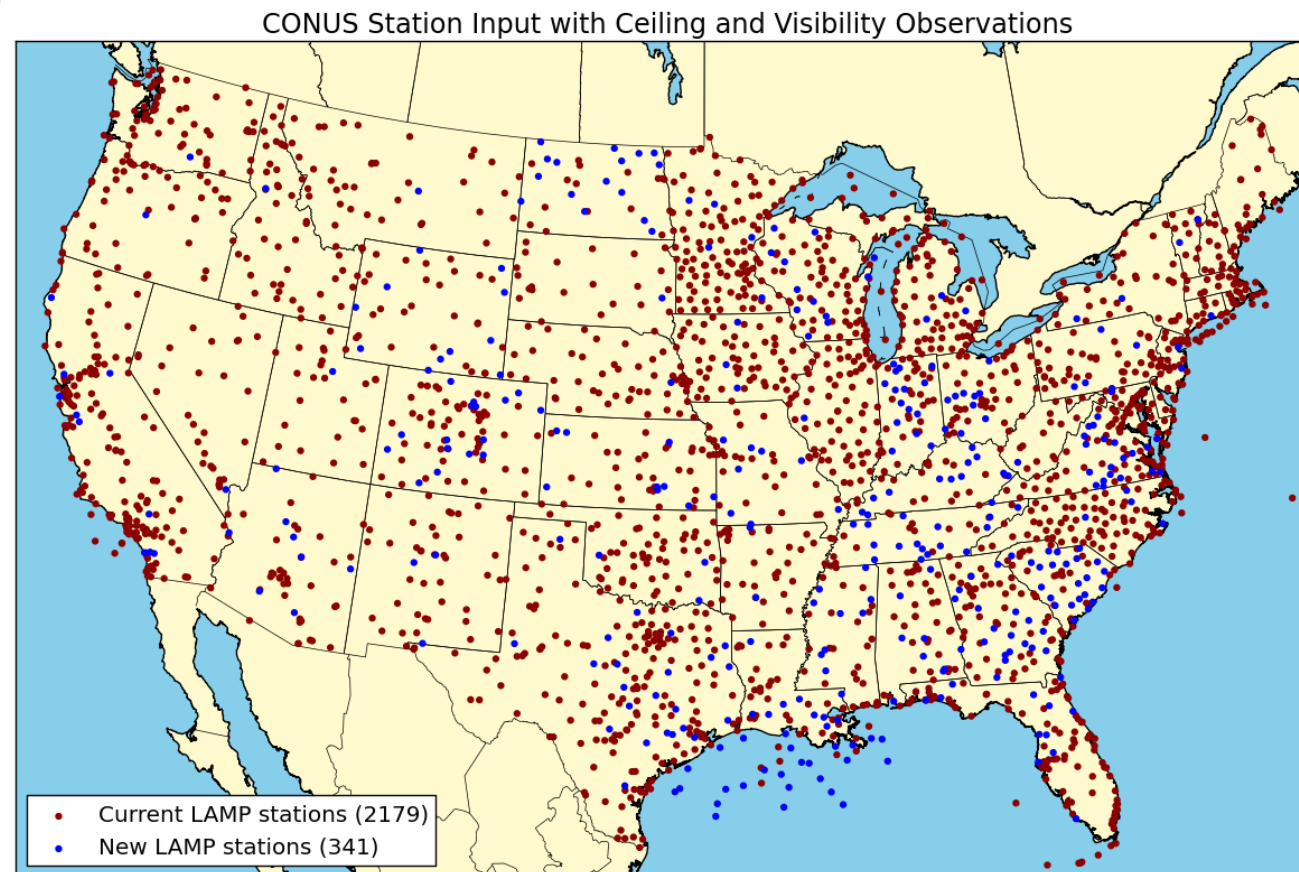 CONUS Station Input with Ceiling and Visibility Observations
Current LAMP stations (2179)
New LAMP stations (341)